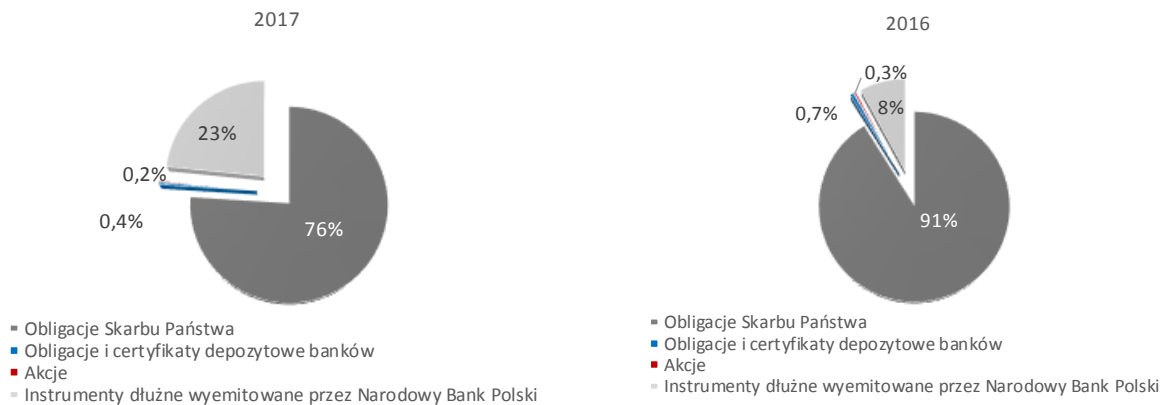 2017
23%
0,2%
0,4%
76%
Obligacje Skarbu Państwa
Obligacje i certyfikaty depozytowe banków
Akcje
Instrumenty dłużne wyemitowane przez Narodowy Bank Polski
2016
0,3%
8%
0,7%
91%
Obligacje Skarbu Państwa
Obligacje i certyfikaty depozytowe banków
Akcje
Instrumenty dłużne wyemitowane przez Narodowy Bank Polski